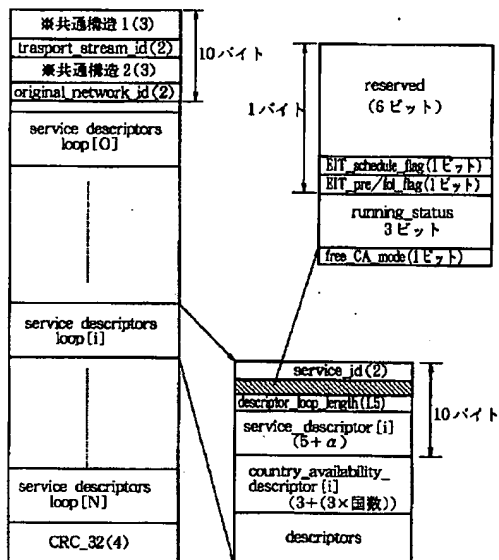 ※共通構造1(3)
trasport_stream_id(2)
※共通構造2(3)
original_network_id(2)
10バイト
service descriptors
loop[0]
service descriptors
loop[i]
service descriptors
loop[N]
CRC_32(4)
1バイト
reserved
(6ビット)
EIT_schedule_flag(1ビット)
EIT_pre/fol_flag(1ビット)
running_status
3ビット
free_CA_mode(1ビット)
service_id(2)
descriptor_loop_length(1.5)
service_descriptor[i]
(5+α)
10バイト
country_availability_
descriptor[i]
(3+(3×国数))
descriptors